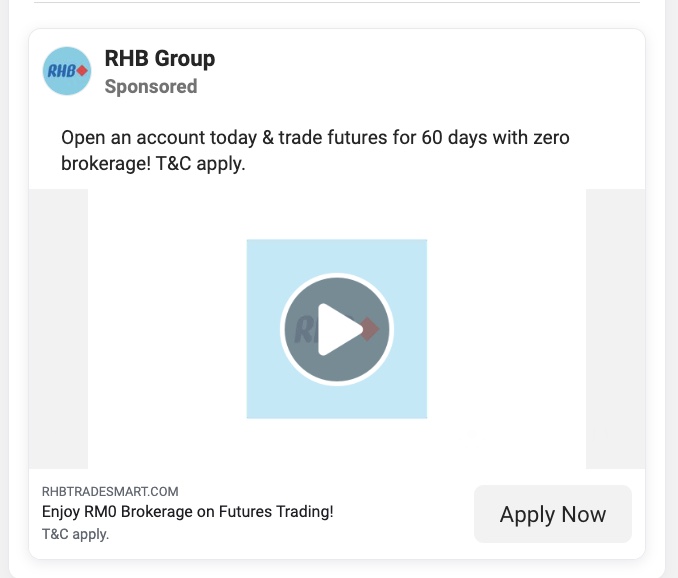 RHB
RHB Group
Sponsored
Open an account today & trade futures for 60 days with zero
brokerage! T&C apply.
RHB
RHBTRADESMART.COM
Enjoy RM0 Brokerage on Futures Trading!
T&C apply.
Apply Now